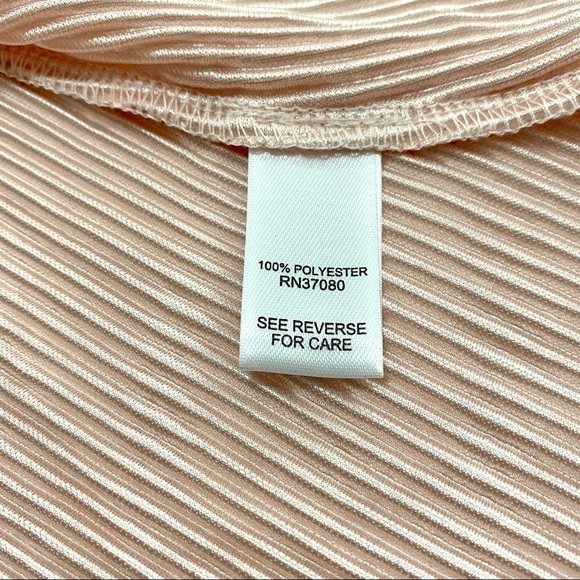 100% POLYESTER
RN37080
SEE REVERSE
FOR CARE